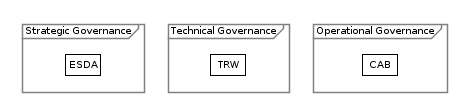 Strategic Governance
ESDA
Technical Governance
TRW
Operational Governance
CAB